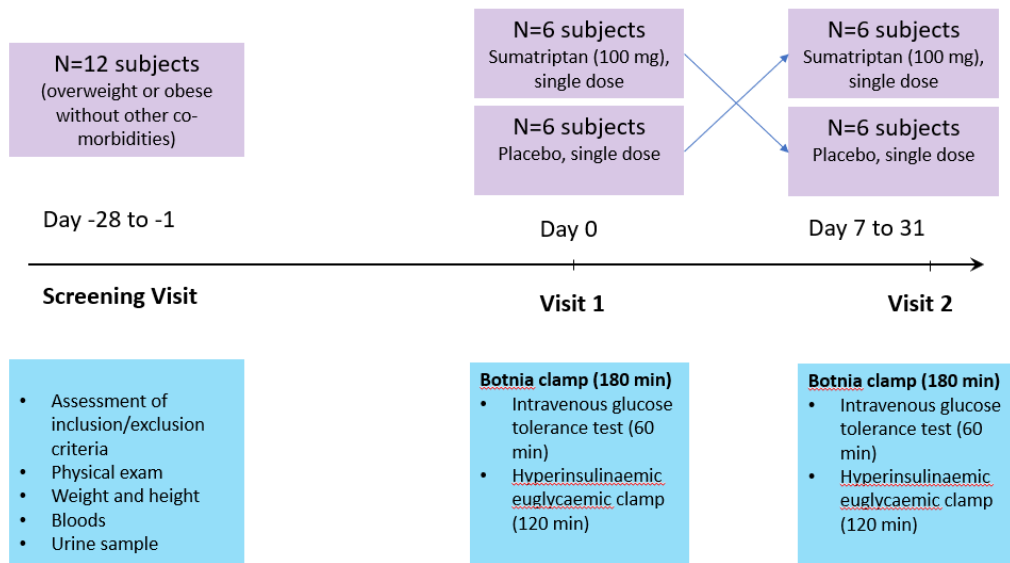 N=12 subjects
(overweight or obese
without other co-
morbidities)
N=6 subjects
Sumatriptan (100 mg),
single dose
N=6 subjects
Placebo, single dose
N=6 subjects
Sumatriptan (100 mg),
single dose
N=6 subjects
Placebo, single dose
Day -28 to -1
Day 0
Day 7 to 31
Screening Visit
Visit 1
Visit 2
• Assessment of
inclusion/exclusion
criteria
• Physical exam
• Weight and height
• Bloods
• Urine sample
Botnia clamp (180 min)
• Intravenous glucose
tolerance test (60
min)
• Hyperinsulinaemic
euglycaemic clamp
(120 min)
Botnia clamp (180 min)
• Intravenous glucose
tolerance test (60
min)
• Hyperinsulinaemic
euglycaemic clamp
(120 min)